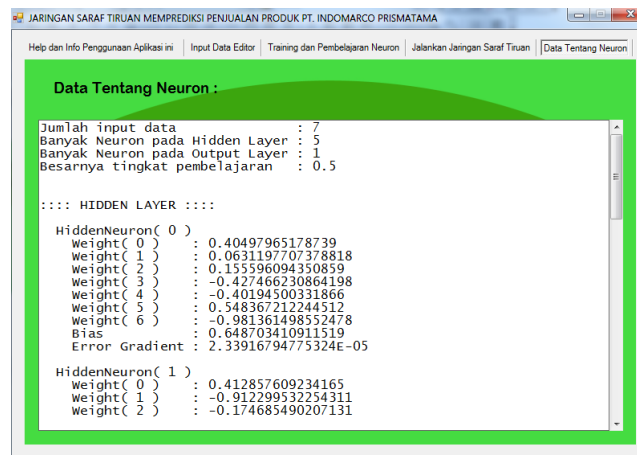 JARINGAN SARAF TIRUAN MEMPREDIKSI PENJUALAN PRODUK PT. INDOMARCO PRISMATAMA
Help dan Info Penggunaan Aplikasi ini
Input Data Editor
Training dan Pembelajaran Neuron
Jalankan Jaringan Saraf Tiruan
Data Tentang Neuron
Data Tentang Neuron :
Jumlah input data : 7
Banyak Neuron pada Hidden Layer : 5
Banyak Neuron pada Output Layer : 1
Besarnya tingkat pembelajaran : 0.5
:::: HIDDEN LAYER ::::
HiddenNeuron( 0 )
Weight( 0 ) : 0.40497965178739
Weight( 1 ) : 0.0631197707378818
Weight( 2 ) : 0.155596094350859
Weight( 3 ) : -0.427466230864198
Weight( 4 ) : -0.40194500331866
Weight( 5 ) : 0.548367212244512
Weight( 6 ) : -0.981361498552478
Bias : 0.648703410911519
Error Gradient : 2.33916794775324E-05
HiddenNeuron( 1 )
Weight( 0 ) : 0.412857609234165
Weight( 1 ) : -0.912299532254311
Weight( 2 ) : -0.174685490207131